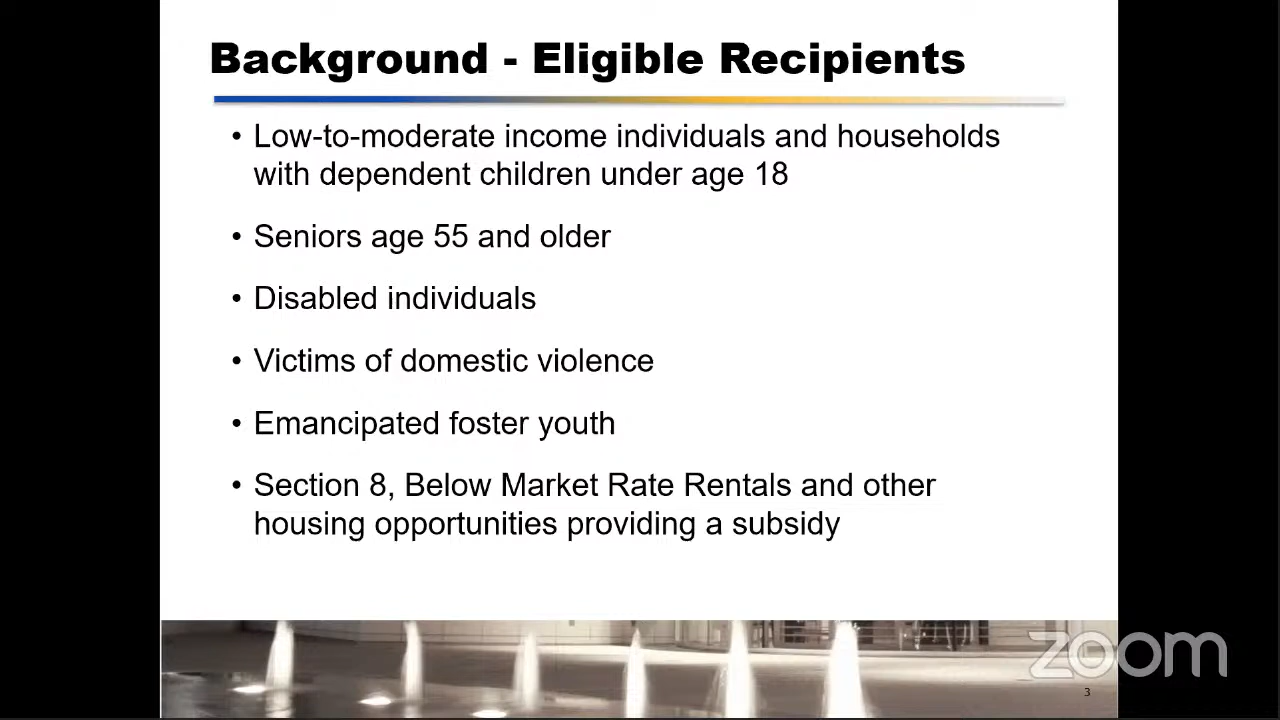 Background - Eligible Recipients
• Low-to-moderate income individuals and households
with dependent children under age 18
• Seniors age 55 and older
• Disabled individuals
• Victims of domestic violence
• Emancipated foster youth
• Section 8, Below Market Rate Rentals and other
housing opportunities providing a subsidy
zoom
3